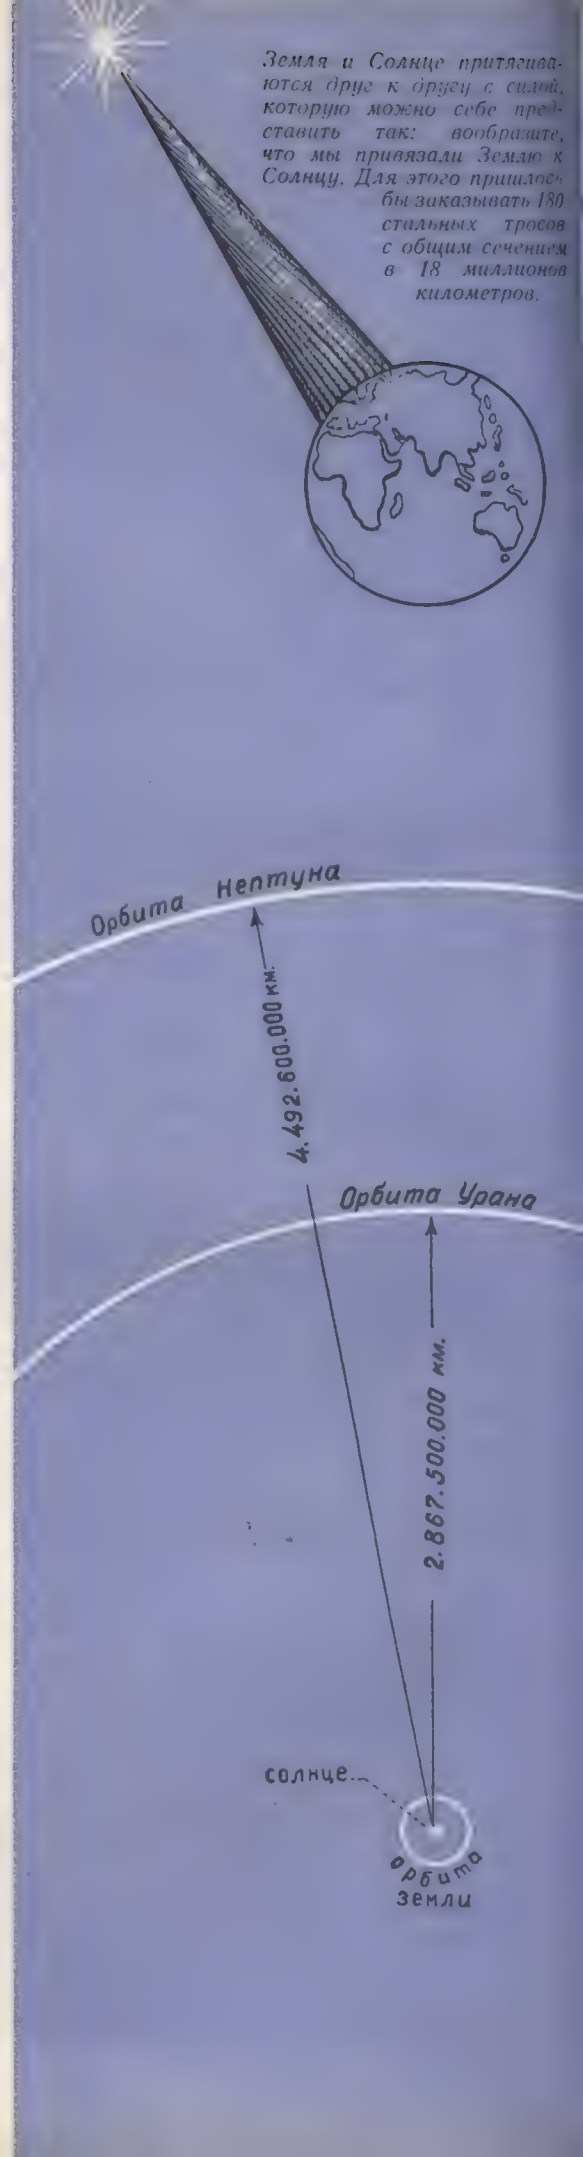 Земля и Солнце притягива-
ются друг к другу с силой,
которую можно себе пред-
ставить так: вообразите,
что мы привязали Землю к
Солнцу. Для этого пришлось
бы заказывать 180
стальных тросов
с общим сечением
в 18 миллионов
километров.
Орбита Нептуна
4.492.600.000 км.
Орбита Урана
2.867.500.000 км.
солнце
орбита
земли